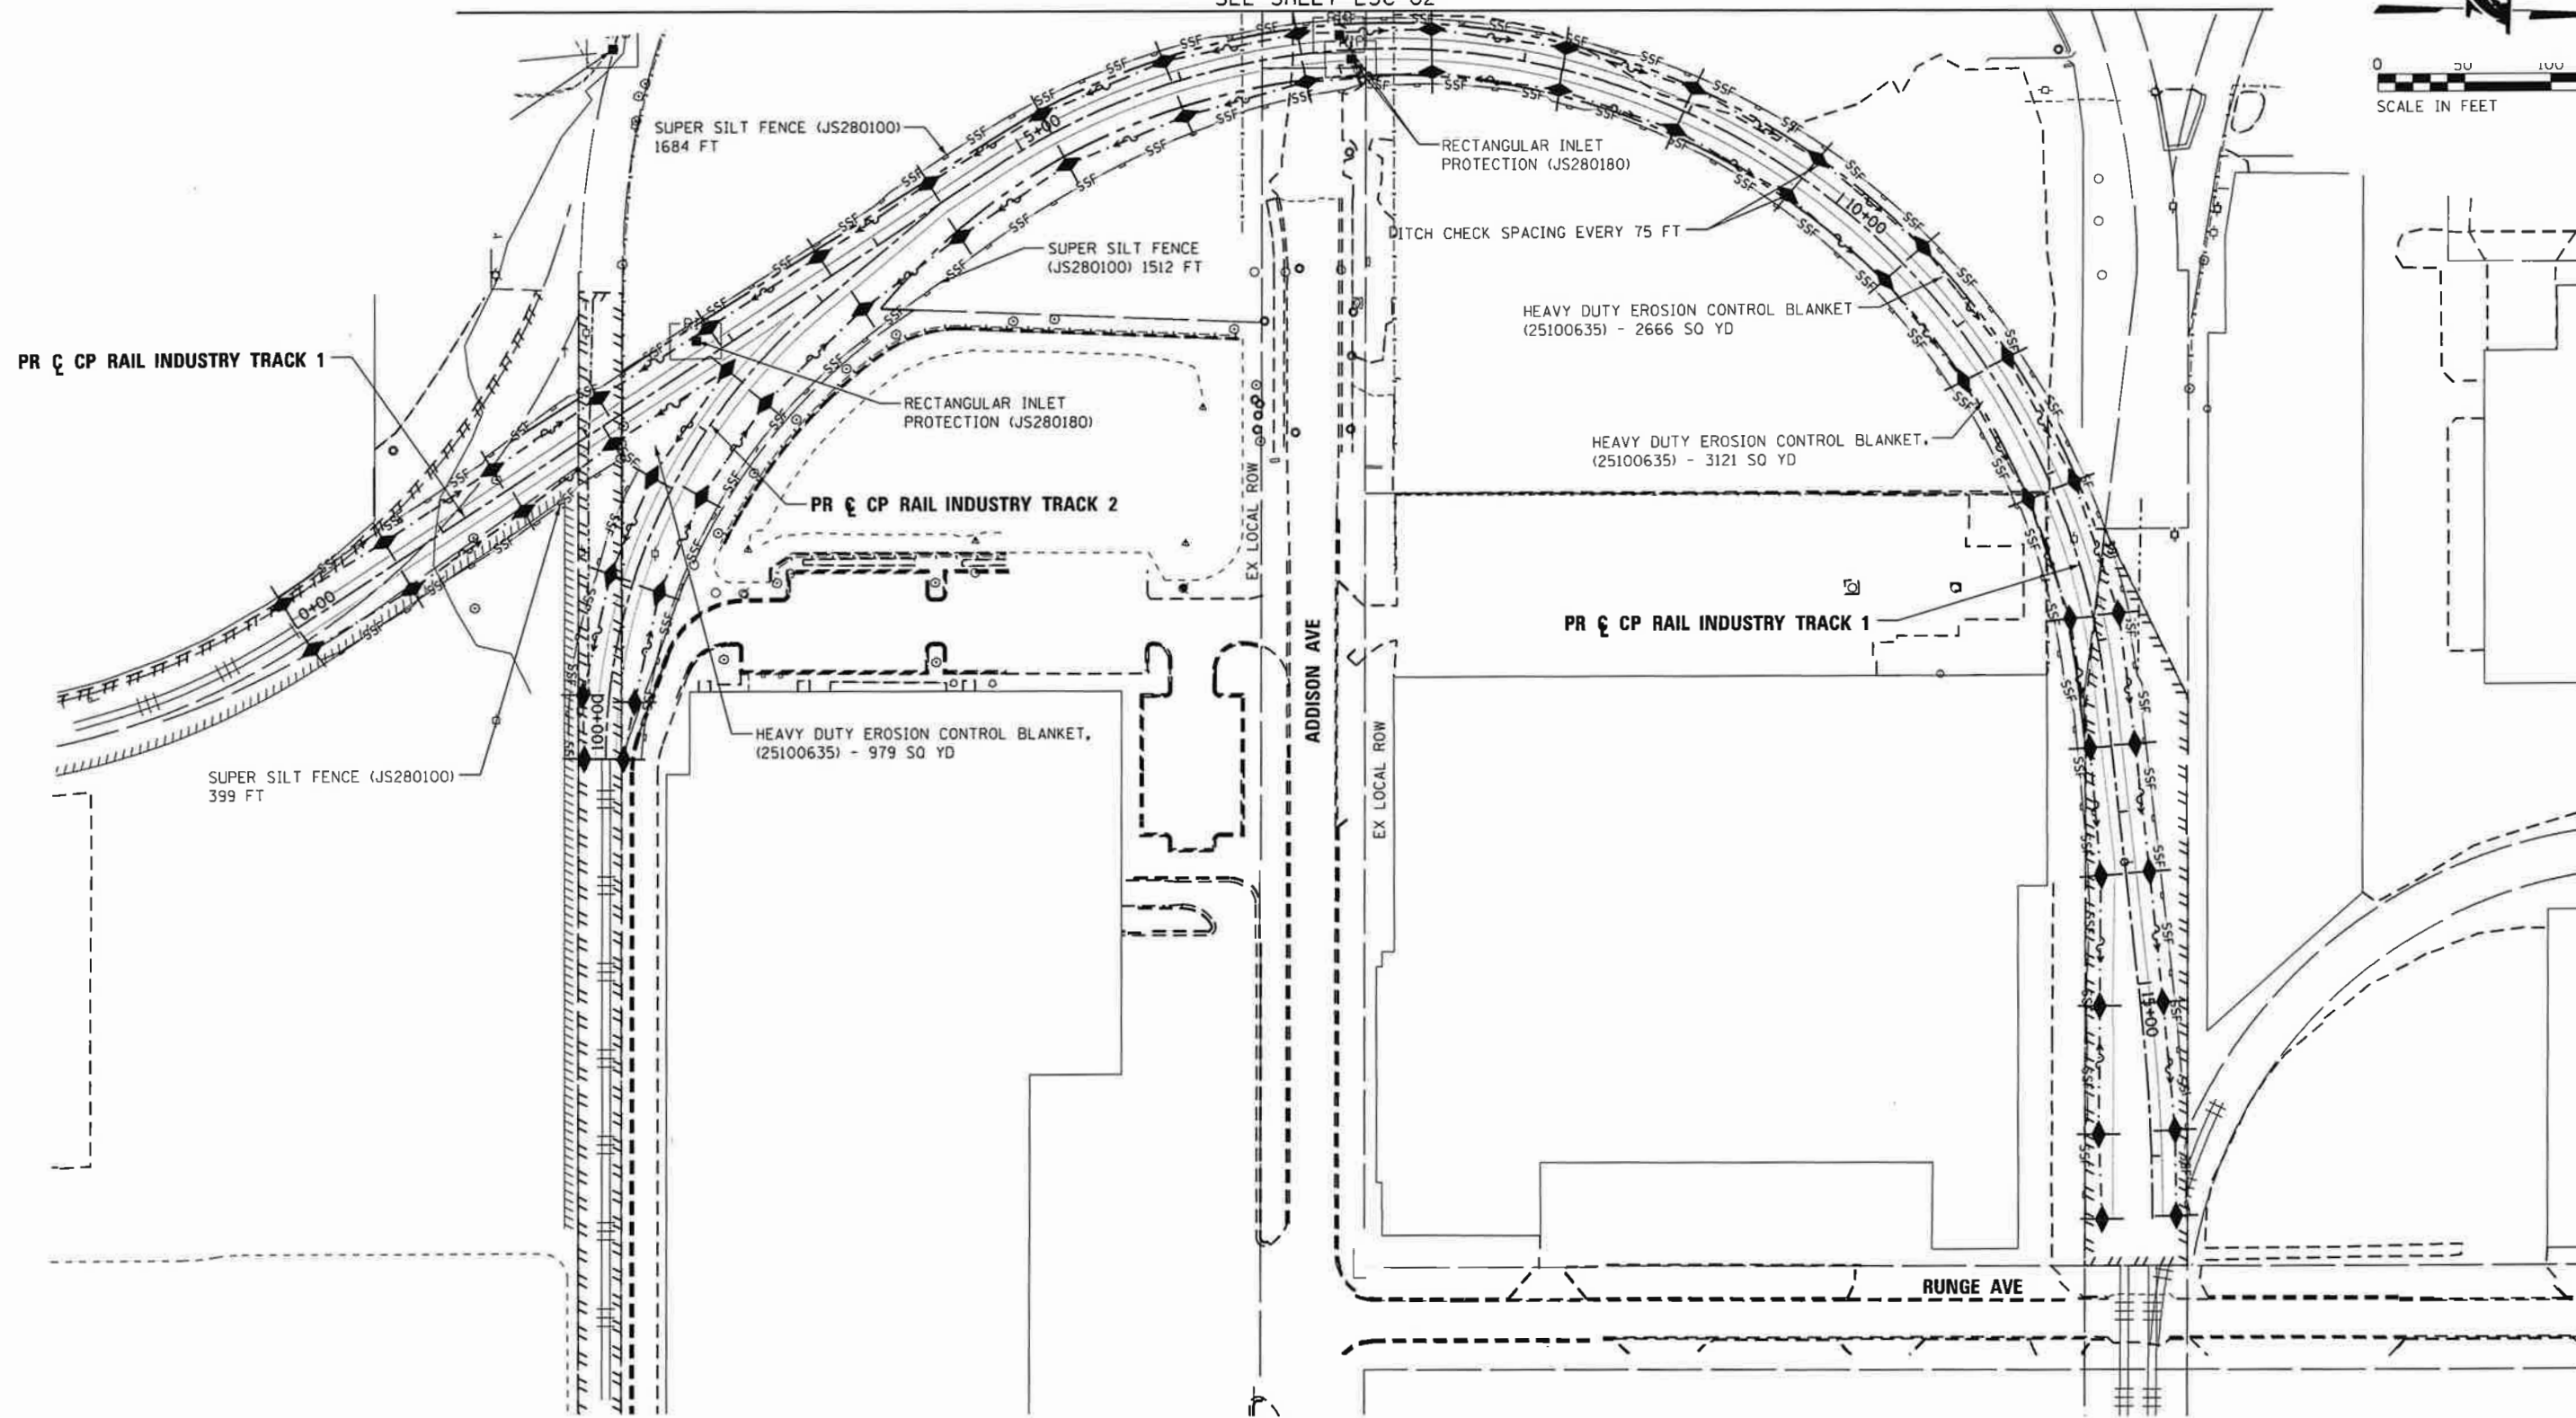 SEE SHEET ESC-02
0 50 100
SCALE IN FEET
SUPER SILT FENCE (JS280100)
1684 FT
5+00
RECTANGULAR INLET
PROTECTION (JS280180)
DITCH CHECK SPACING EVERY 75 FT
10+00
SUPER SILT FENCE
(JS280100) 1512 FT
HEAVY DUTY EROSION CONTROL BLANKET
(25100635) - 2666 SQ YD
PR ℄ CP RAIL INDUSTRY TRACK 1
RECTANGULAR INLET
PROTECTION (JS280180)
HEAVY DUTY EROSION CONTROL BLANKET,
(25100635) - 3121 SQ YD
PR ℄ CP RAIL INDUSTRY TRACK 2
EX LOCAL ROW
0+00
PR ℄ CP RAIL INDUSTRY TRACK 1
ADDISON AVE
100+00
HEAVY DUTY EROSION CONTROL BLANKET,
(25100635) - 979 SQ YD
EX LOCAL ROW
SUPER SILT FENCE (JS280100)
399 FT
15+00
RUNGE AVE
SSF